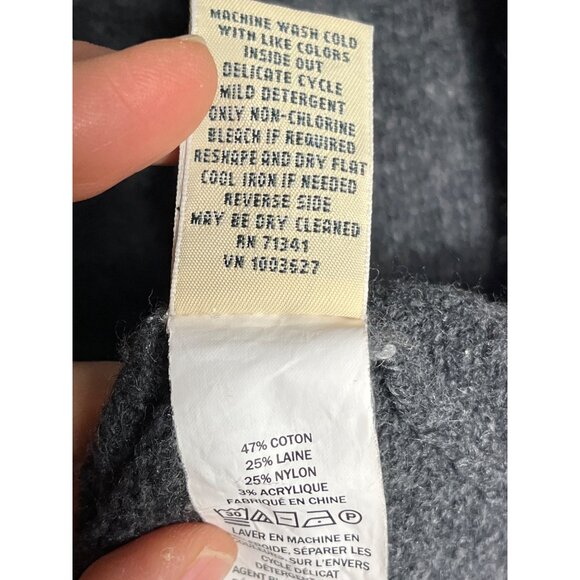 MACHINE WASH COLD
WITH LIKE COLORS
INSIDE OUT
DELICATE CYCLE
MILD DETERGENT
ONLY NON-CHLORINE
BLEACH IF REQUIRED
RESHAPE AND DRY FLAT
COOL IRON IF NEEDED
REVERSE SIDE
MAY BE DRY CLEANED
RN 71341
VN 1003627
47% COTON
25% LAINE
25% NYLON
3% ACRYLIQUE
FABRIQUÉ EN CHINE
30 P
LAVER EN MACHINE EN
SÉPARER LES
SUR L'ENVERS
CYCLE DÉLICAT